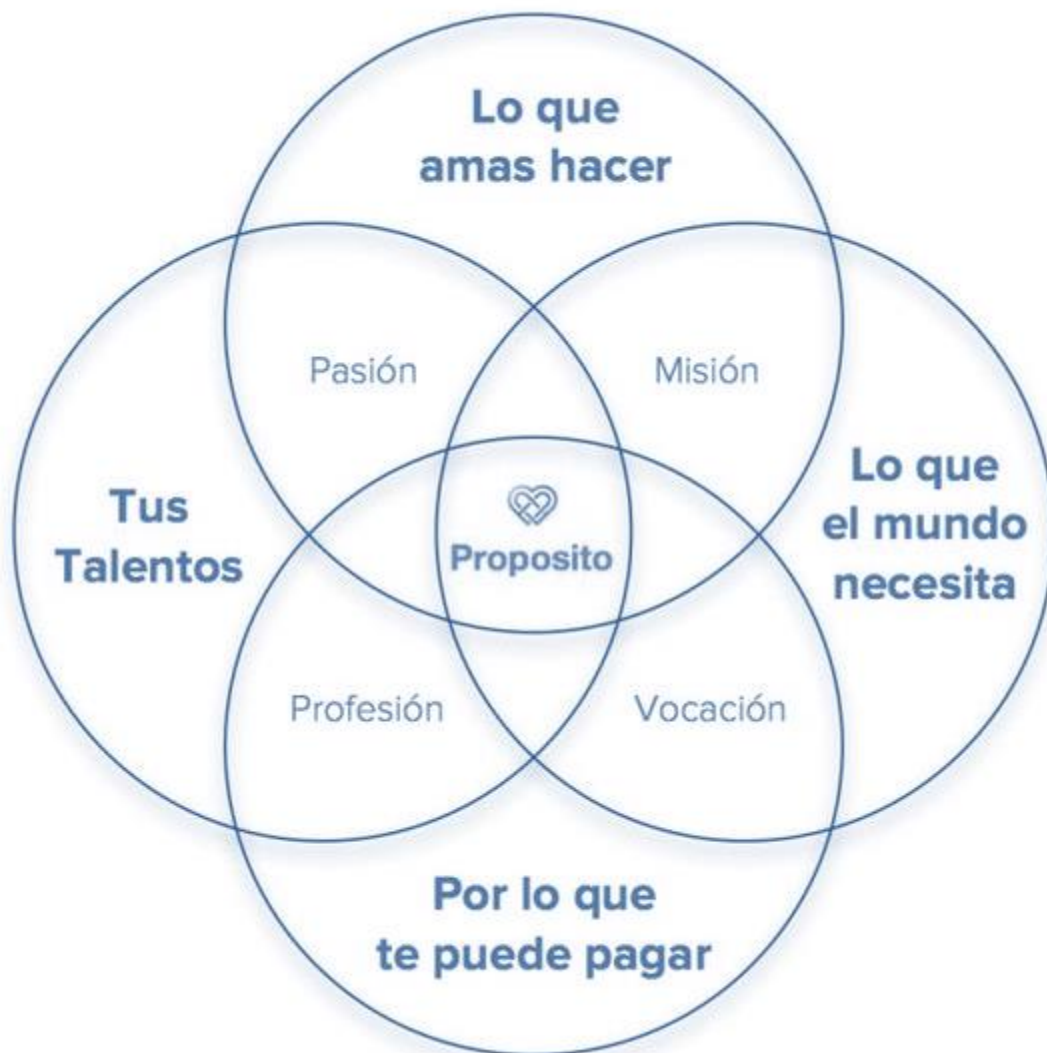 Lo que
amas hacer
Pasión
Misión
Tus
Talentos
Proposito
Lo que
el mundo
necesita
Profesión
Vocación
Por lo que
te puede pagar